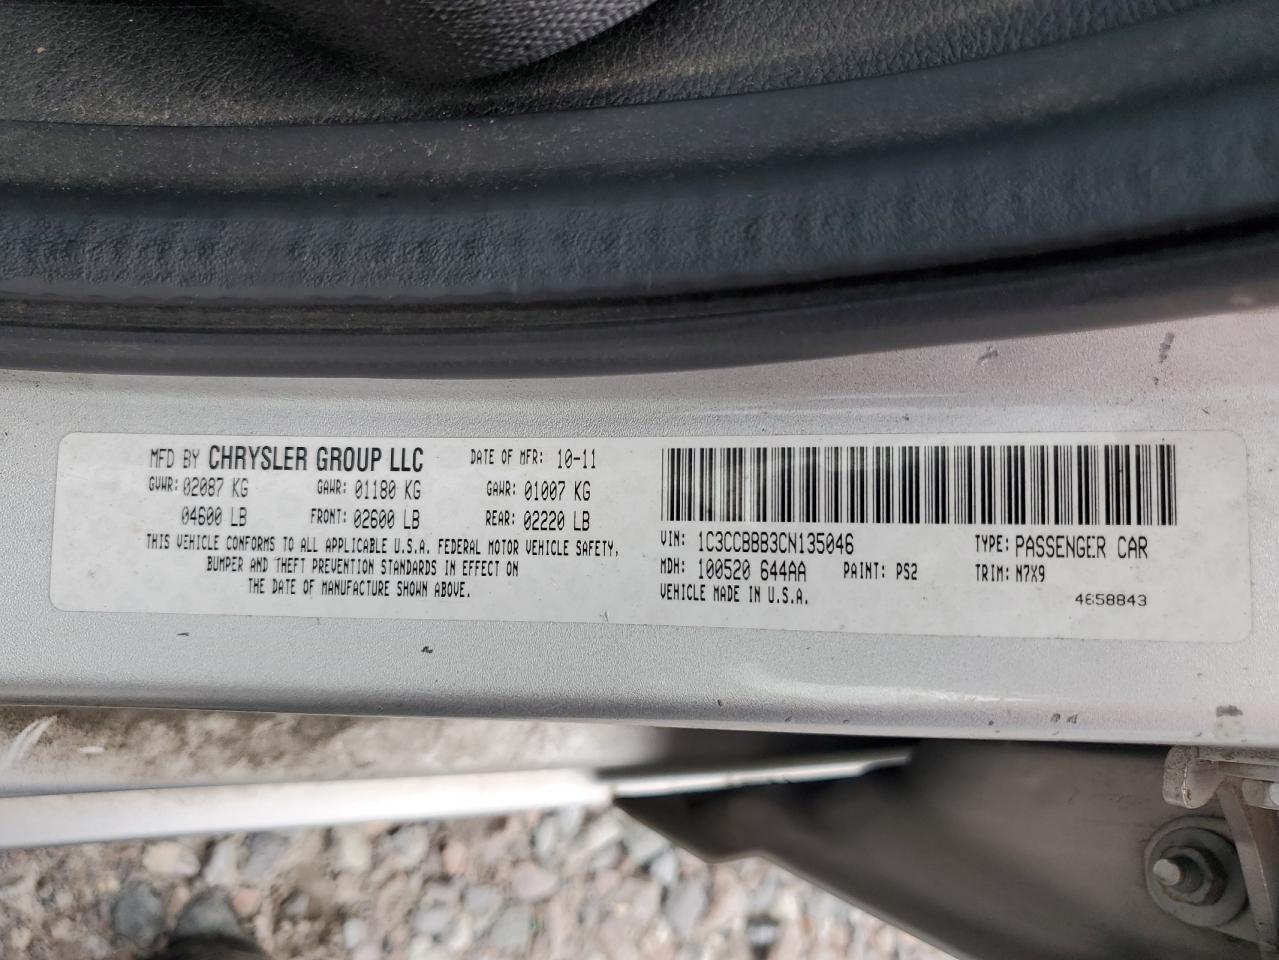 MFD BY CHRYSLER GROUP LLC DATE OF MFR: 10-11
GVWR: 02087 KG GAWR: 01180 KG GAWR: 01007 KG
04600 LB FRONT: 02600 LB REAR: 02220 LB
THIS VEHICLE CONFORMS TO ALL APPLICABLE U.S.A. FEDERAL MOTOR VEHICLE SAFETY,
BUMPER AND THEFT PREVENTION STANDARDS IN EFFECT ON
THE DATE OF MANUFACTURE SHOWN ABOVE.
VIN: 1C3CCBBB3CN135046 TYPE: PASSENGER CAR
MDH: 100520 644AA PAINT: PS2 TRIM: N7X9
VEHICLE MADE IN U.S.A. 4658843